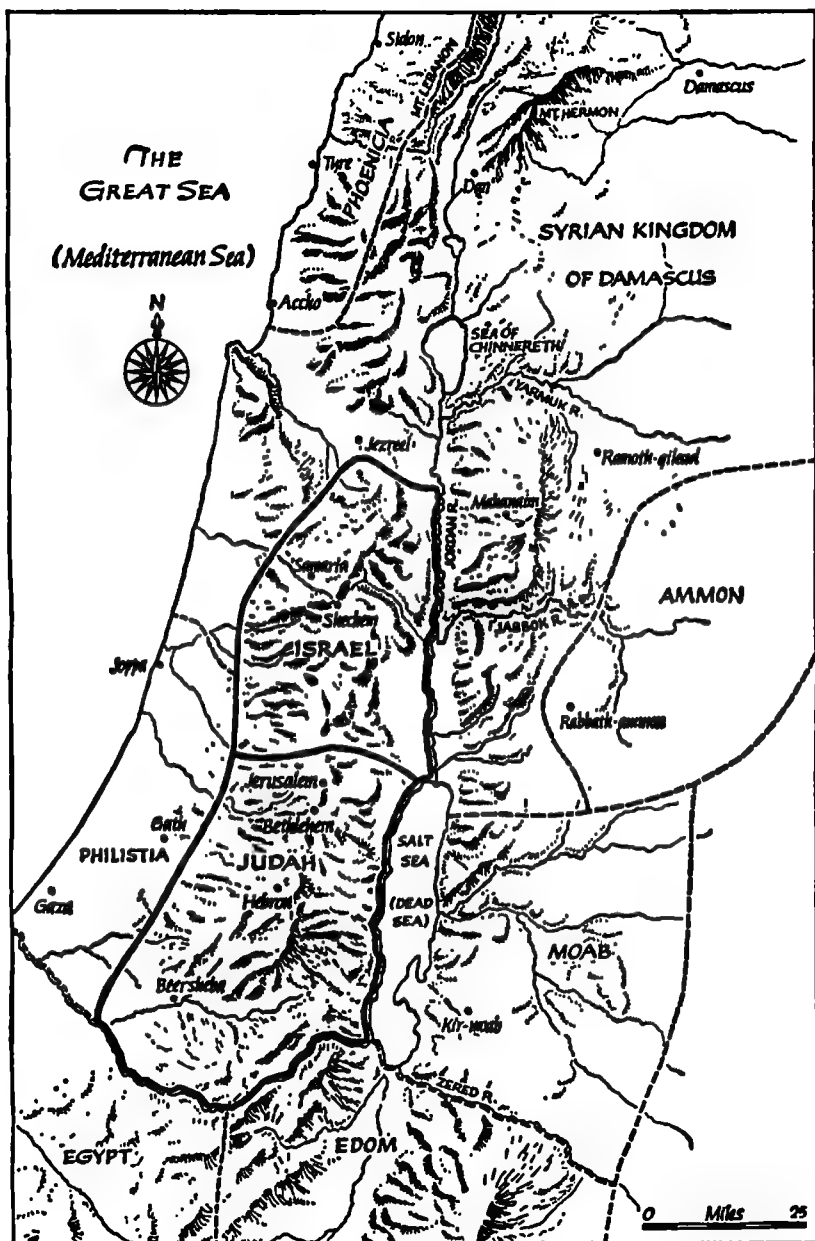 Sidon
MT. LEBANON
Damascus
MT. HERMON
THE
GREAT SEA
(Mediterranean Sea)
Tyre
PHOENICIA
Dan
SYRIAN KINGDOM
OF DAMASCUS
N
Accho
SEA OF
CHINNERETH
YARMUK R.
Jezreel
Ramoth-gilead
Mahanaim
JORDAN R.
Samaria
AMMON
Shechem
JABBOK R.
ISRAEL
Joppa
Rabbath-ammon
Jerusalem
Bethlehem
Gath
PHILISTIA
JUDAH
SALT
SEA
(DEAD
SEA)
Hebron
Gaza
MOAB
Beersheba
Kir-moab
ZERED R.
EGYPT
EDOM
0 Miles 25